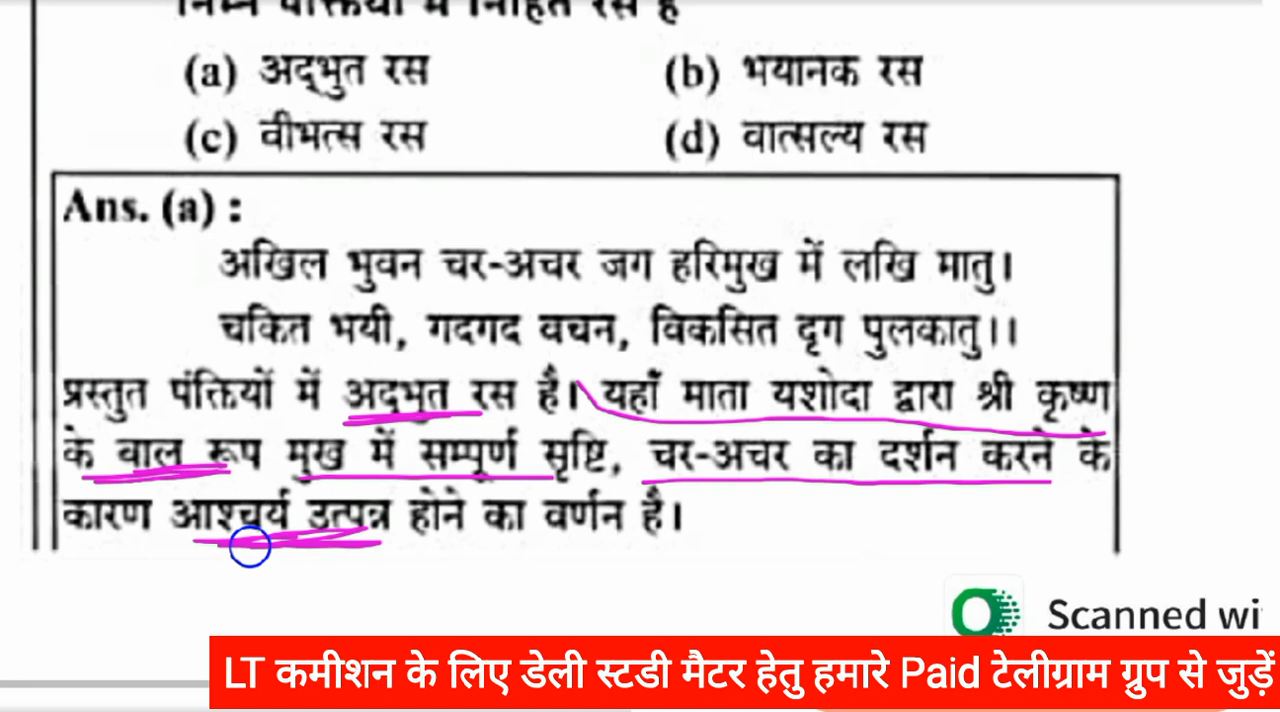 निम्न पंक्तियों में निहित रस है
(a) अद्भुत रस (b) भयानक रस
(c) वीभत्स रस (d) वात्सल्य रस
Ans. (a) :
अखिल भुवन चर-अचर जग हरिमुख में लखि मातु।
चकित भयी, गदगद वचन, विकसित दृग पुलकातु।।
प्रस्तुत पंक्तियों में अद्भुत रस है। यहाँ माता यशोदा द्वारा श्री कृष्ण
के बाल रूप मुख में सम्पूर्ण सृष्टि, चर-अचर का दर्शन करने के
कारण आश्चर्य उत्पन्न होने का वर्णन है।
Scanned wi
LT कमीशन के लिए डेली स्टडी मैटर हेतु हमारे Paid टेलीग्राम ग्रुप से जुड़ें